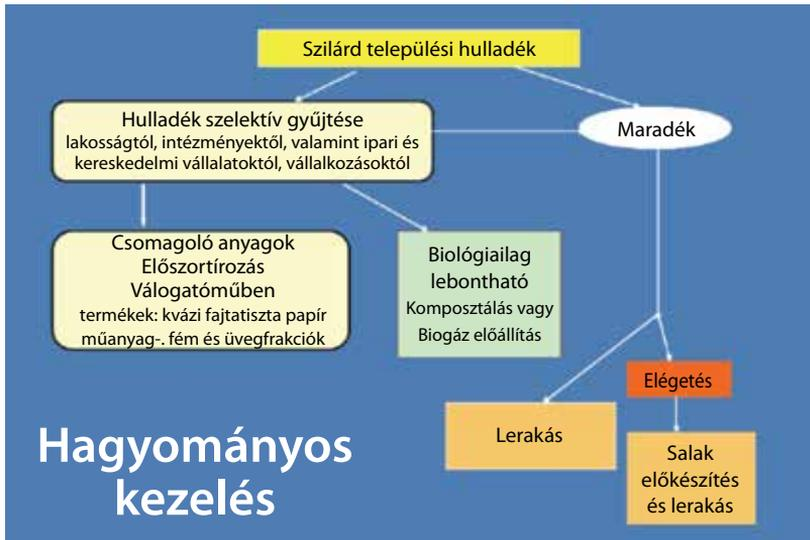 Szilárd települési hulladék
Hulladék szelektív gyűjtése
lakosságtól, intézményektől, valamint ipari és
kereskedelmi vállalatoktól, vállalkozásoktól
Maradék
Csomagoló anyagok
Előszortírozás
Válogatóműben
termékek: kvázi fajtatiszta papír
műanyag-. fém és üvegfrakciók
Biológiailag
lebontható
Komposztálás vagy
Biogáz előállítás
Elégetés
Lerakás
Salak
előkészítés
és lerakás
Hagyományos
kezelés